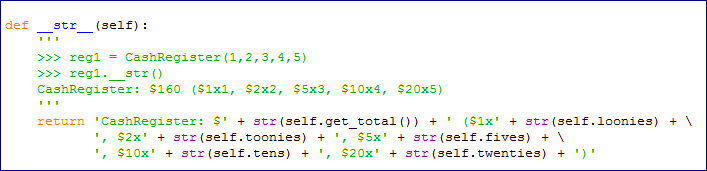 def __str__(self):
    '''
    >>> reg1 = CashRegister(1,2,3,4,5)
    >>> reg1.__str()
    CashRegister: $160 ($1x1, $2x2, $5x3, $10x4, $20x5)
    '''
    return 'CashRegister: $' + str(self.get_total()) + ' ($1x' + str(self.loonies) + \
           ', $2x' + str(self.toonies) + ', $5x' + str(self.fives) + \
           ', $10x' + str(self.tens) + ', $20x' + str(self.twenties) + ')'